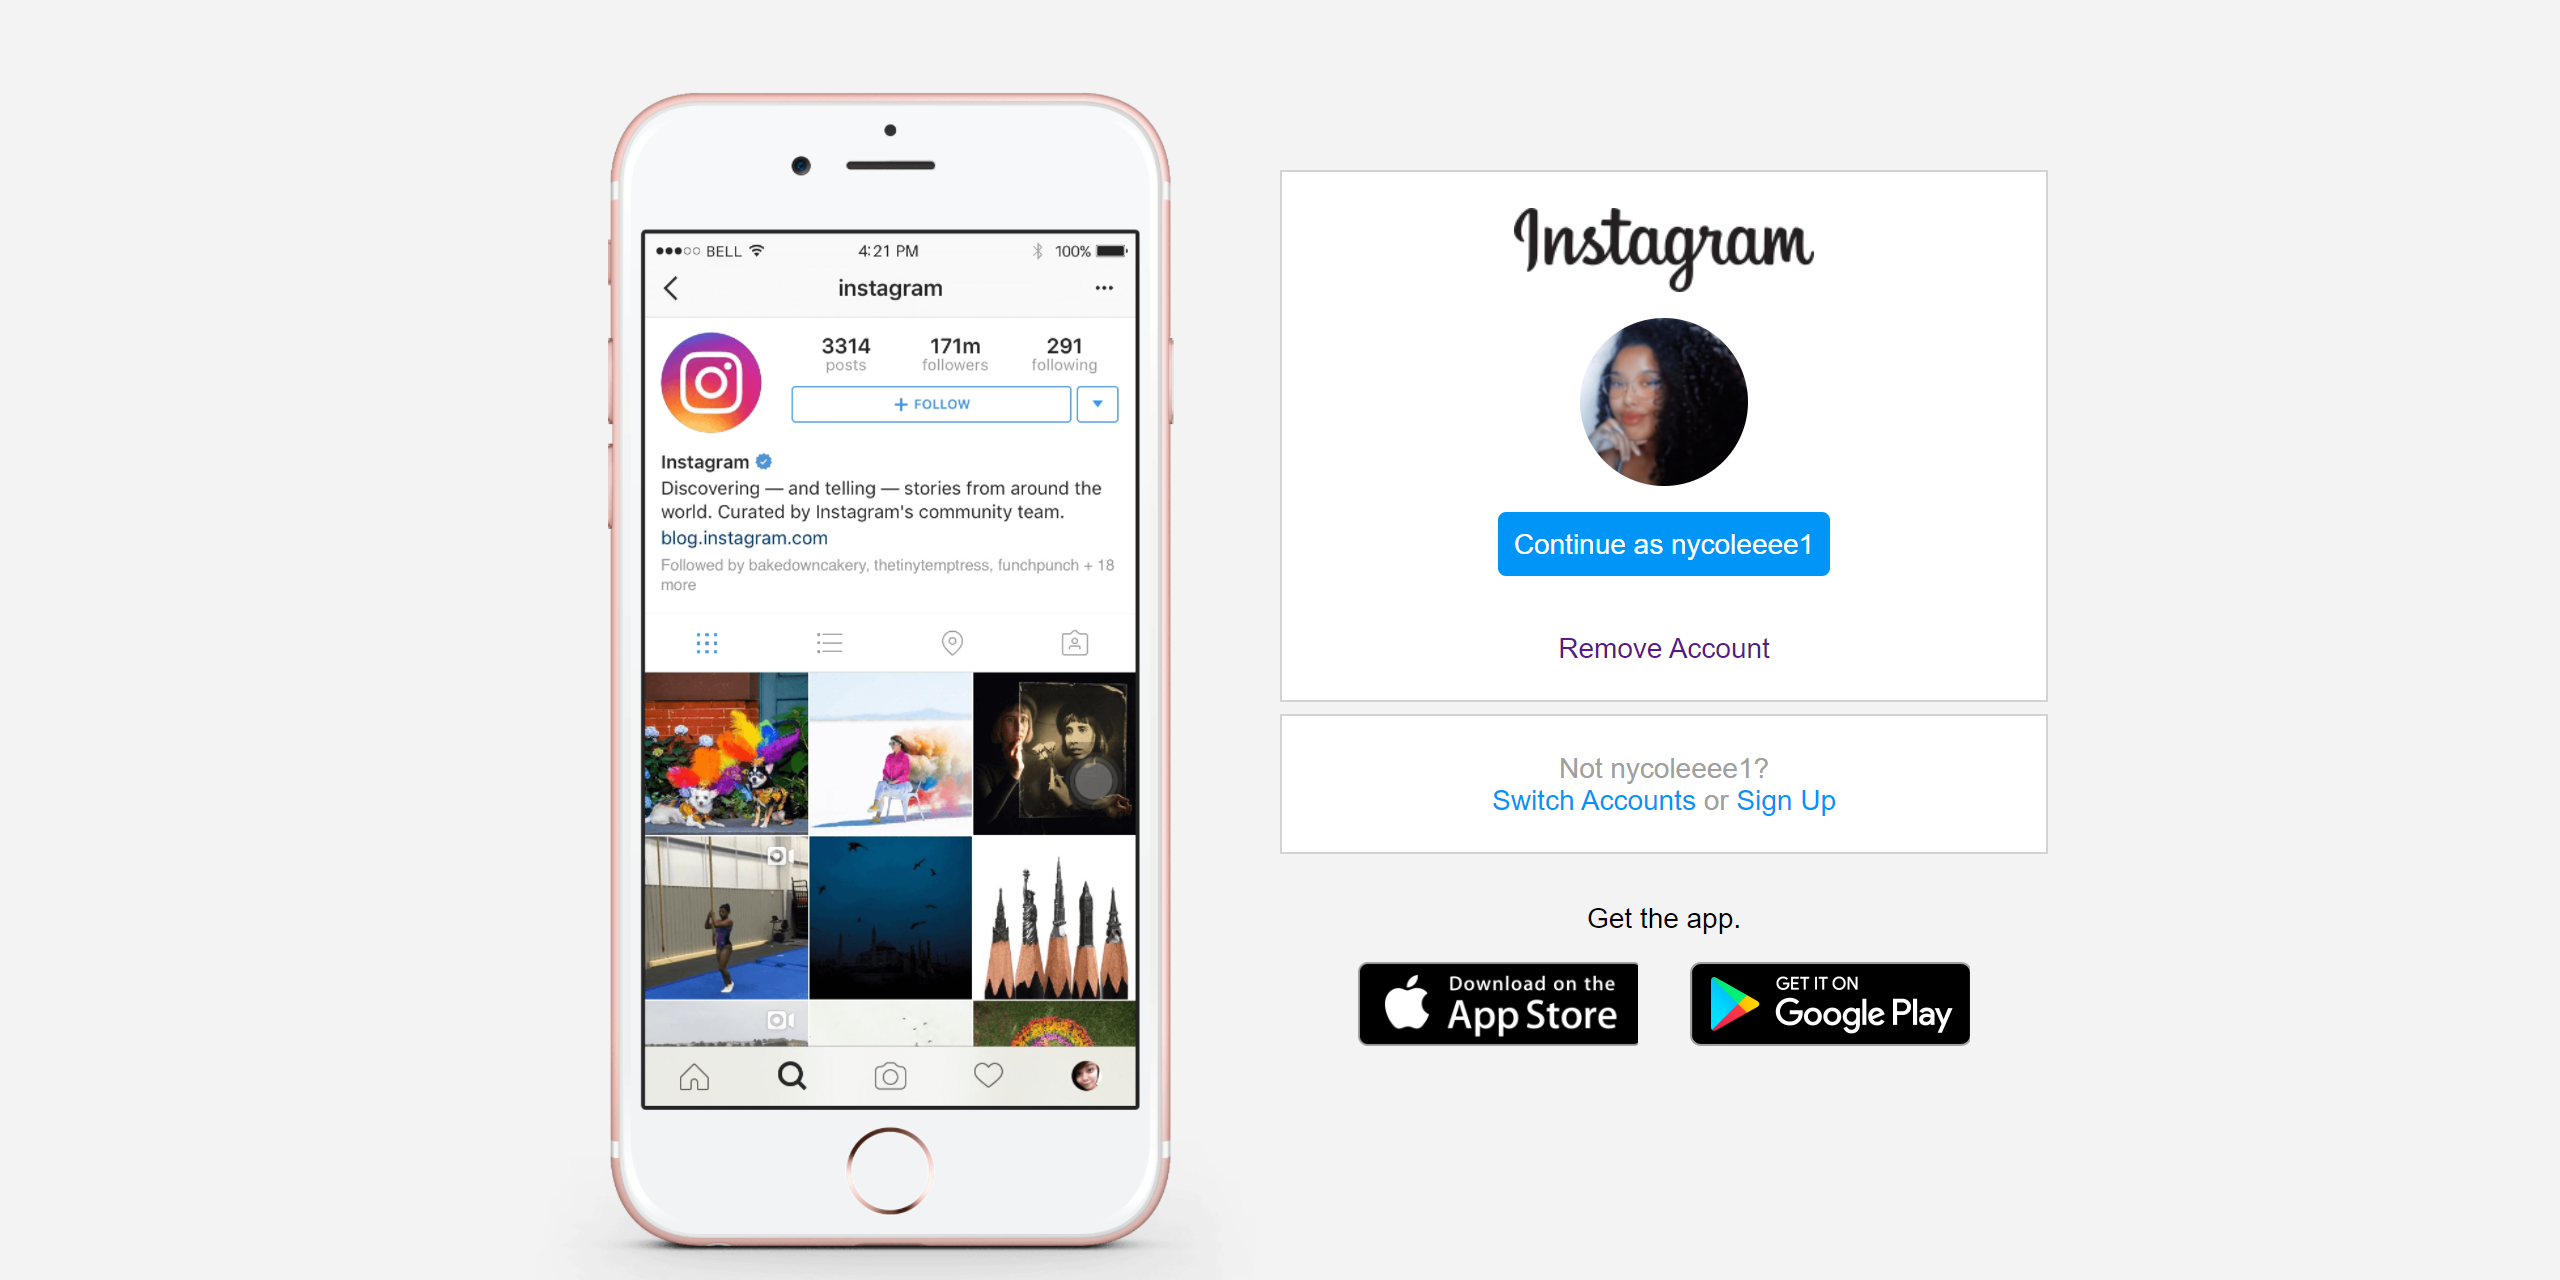 BELL 4:21 PM 100%
instagram
3314 171m 291
posts followers following
+ FOLLOW
Instagram
Discovering — and telling — stories from around the
world. Curated by Instagram's community team.
blog.instagram.com
Followed by bakedowncakery, thetinytemptress, funchpunch + 18
more
Instagram
Continue as nycoleeee1
Remove Account
Not nycoleeee1?
Switch Accounts or Sign Up
Get the app.
Download on the
App Store
GET IT ON
Google Play